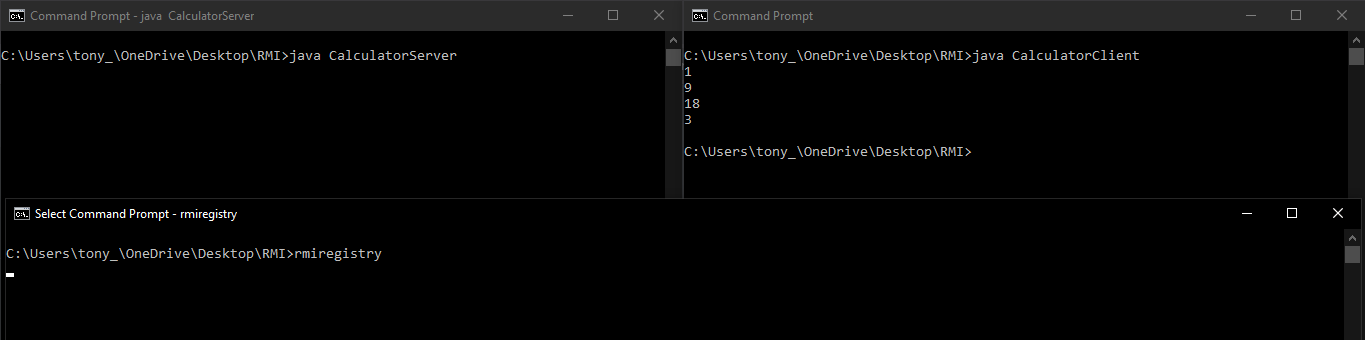 Command Prompt - java  CalculatorServer
C:\Users\tony_\OneDrive\Desktop\RMI>java CalculatorServer
Command Prompt
C:\Users\tony_\OneDrive\Desktop\RMI>java CalculatorClient
1
9
18
3
C:\Users\tony_\OneDrive\Desktop\RMI>
Select Command Prompt - rmiregistry
C:\Users\tony_\OneDrive\Desktop\RMI>rmiregistry